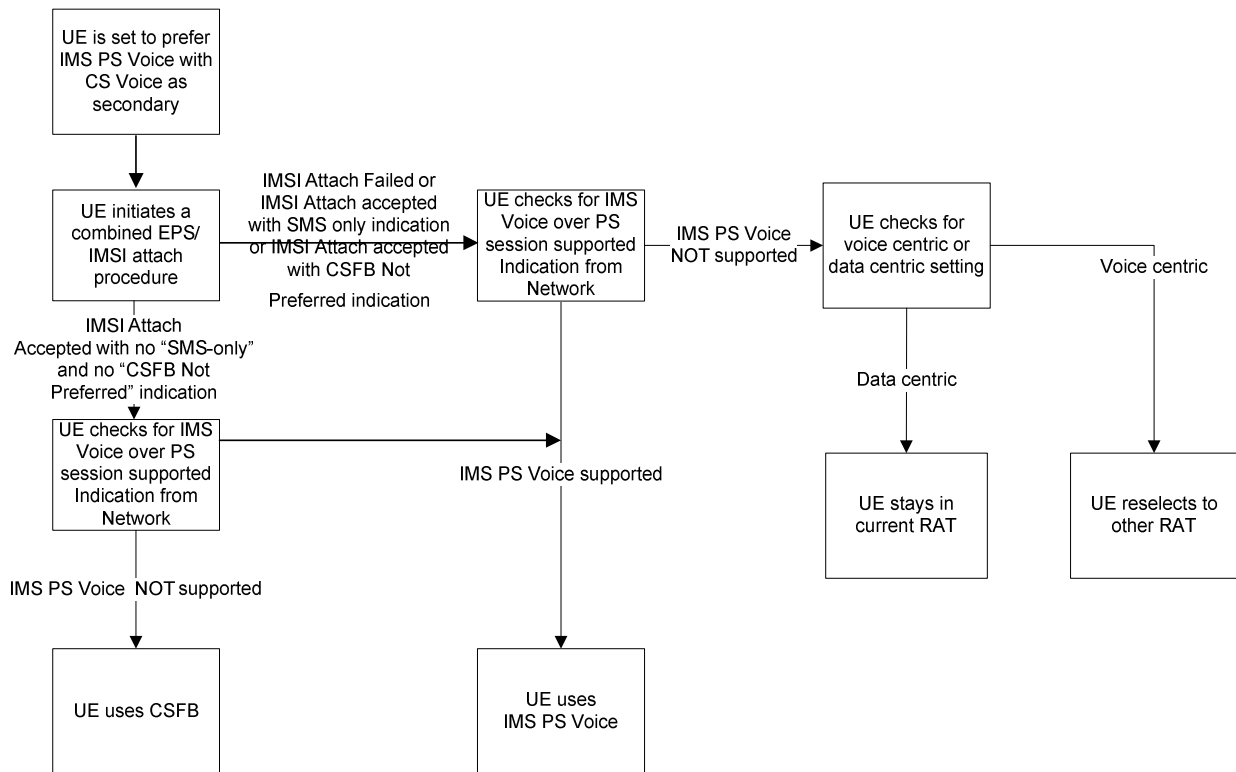 UE is set to prefer
IMS PS Voice with
CS Voice as
secondary
UE initiates a
combined EPS/
IMSI attach
procedure
IMSI Attach Failed or
IMSI Attach accepted
with SMS only indication
or IMSI Attach accepted
with CSFB Not
Preferred indication
UE checks for IMS
Voice over PS
session supported
Indication from
Network
IMS PS Voice
NOT supported
UE checks for
voice centric or
data centric setting
Voice centric
Data centric
IMSI Attach
Accepted with no “SMS-only”
and no “CSFB Not
Preferred” indication
UE checks for IMS
Voice over PS
session supported
Indication from
Network
IMS PS Voice supported
UE stays in
current RAT
UE reselects to
other RAT
IMS PS Voice NOT supported
UE uses CSFB
UE uses
IMS PS Voice